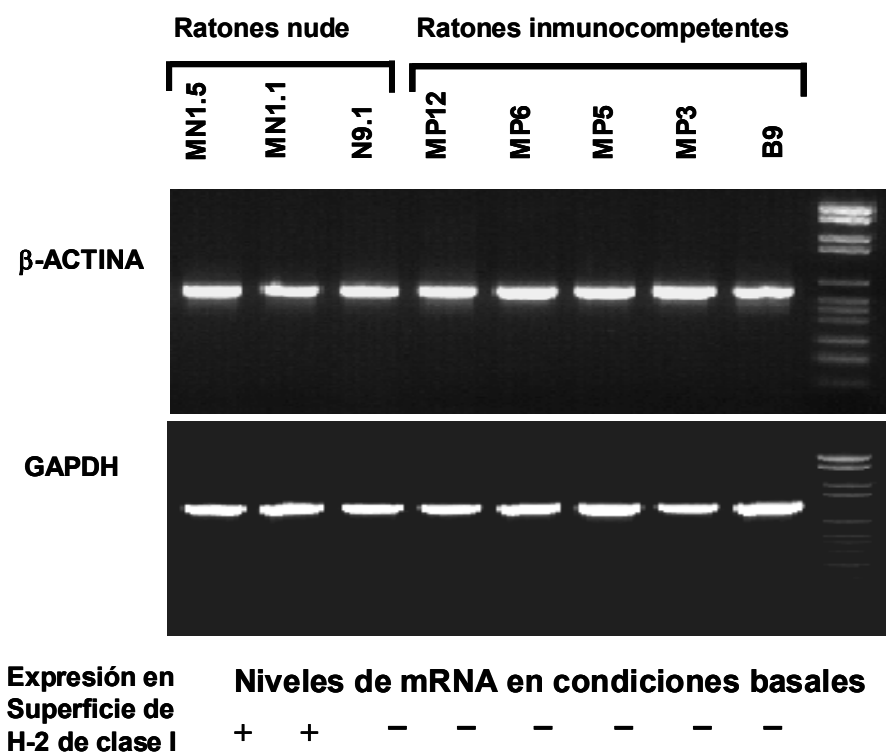 Ratones nude Ratones inmunocompetentes
MN1.5 MN1.1 N9.1 MP12 MP6 MP5 MP3 B9
β-ACTINA
GAPDH
Expresión en
Superficie de
H-2 de clase I
Niveles de mRNA en condiciones basales
+ + − − − − − −